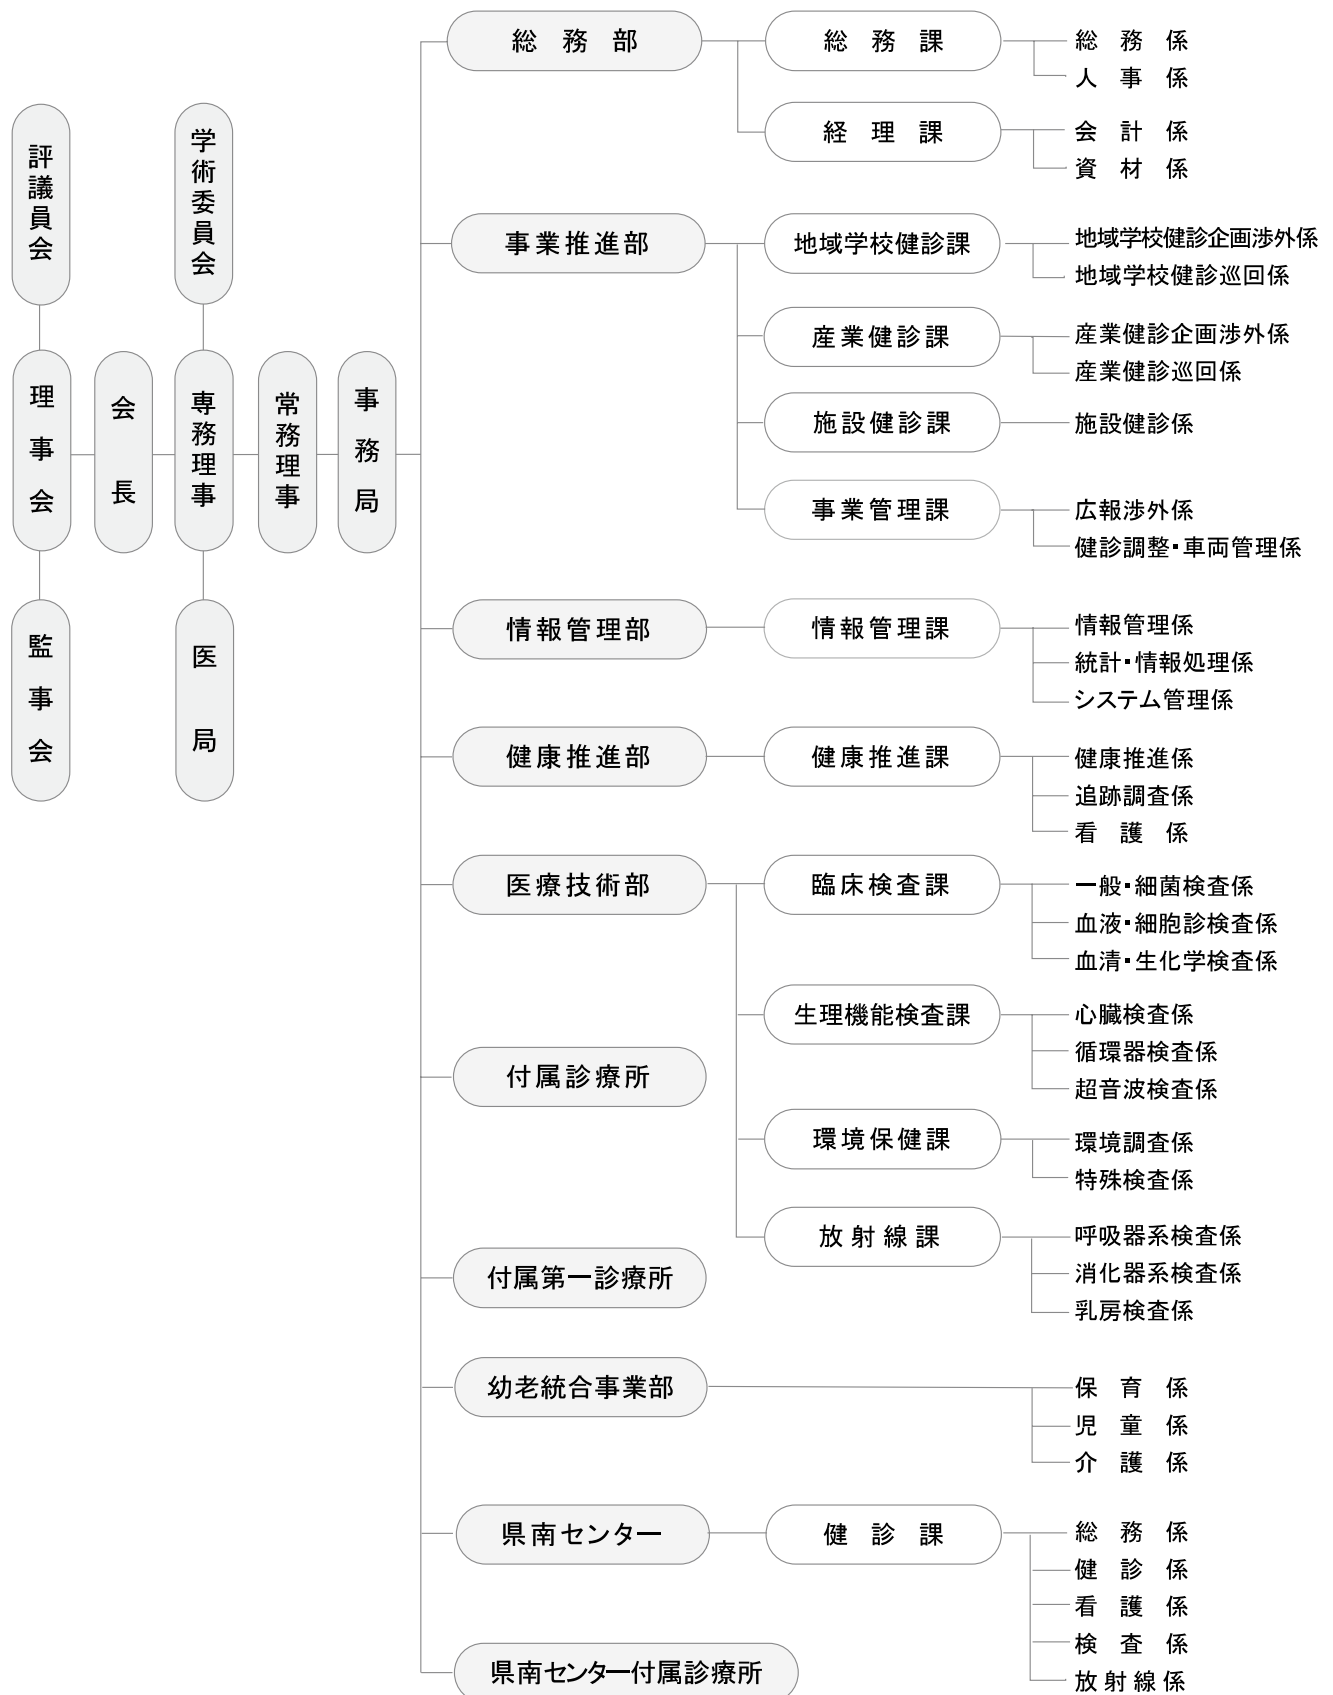 評議員会
学術委員会
理事会
会長
専務理事
常務理事
事務局
監事会
医局
総務部
総務課
総務係
人事係
経理課
会計係
資材係
事業推進部
地域学校健診課
地域学校健診企画渉外係
地域学校健診巡回係
産業健診課
産業健診企画渉外係
産業健診巡回係
施設健診課
施設健診係
事業管理課
広報渉外係
健診調整・車両管理係
情報管理部
情報管理課
情報管理係
統計・情報処理係
システム管理係
健康推進部
健康推進課
健康推進係
追跡調査係
看護係
医療技術部
臨床検査課
一般・細菌検査係
血液・細胞診検査係
血清・生化学検査係
生理機能検査課
心臓検査係
循環器検査係
超音波検査係
環境保健課
環境調査係
特殊検査係
放射線課
呼吸器系検査係
消化器系検査係
乳房検査係
付属診療所
付属第一診療所
幼老統合事業部
保育係
児童係
介護係
県南センター
健診課
総務係
健診係
看護係
検査係
放射線係
県南センター付属診療所